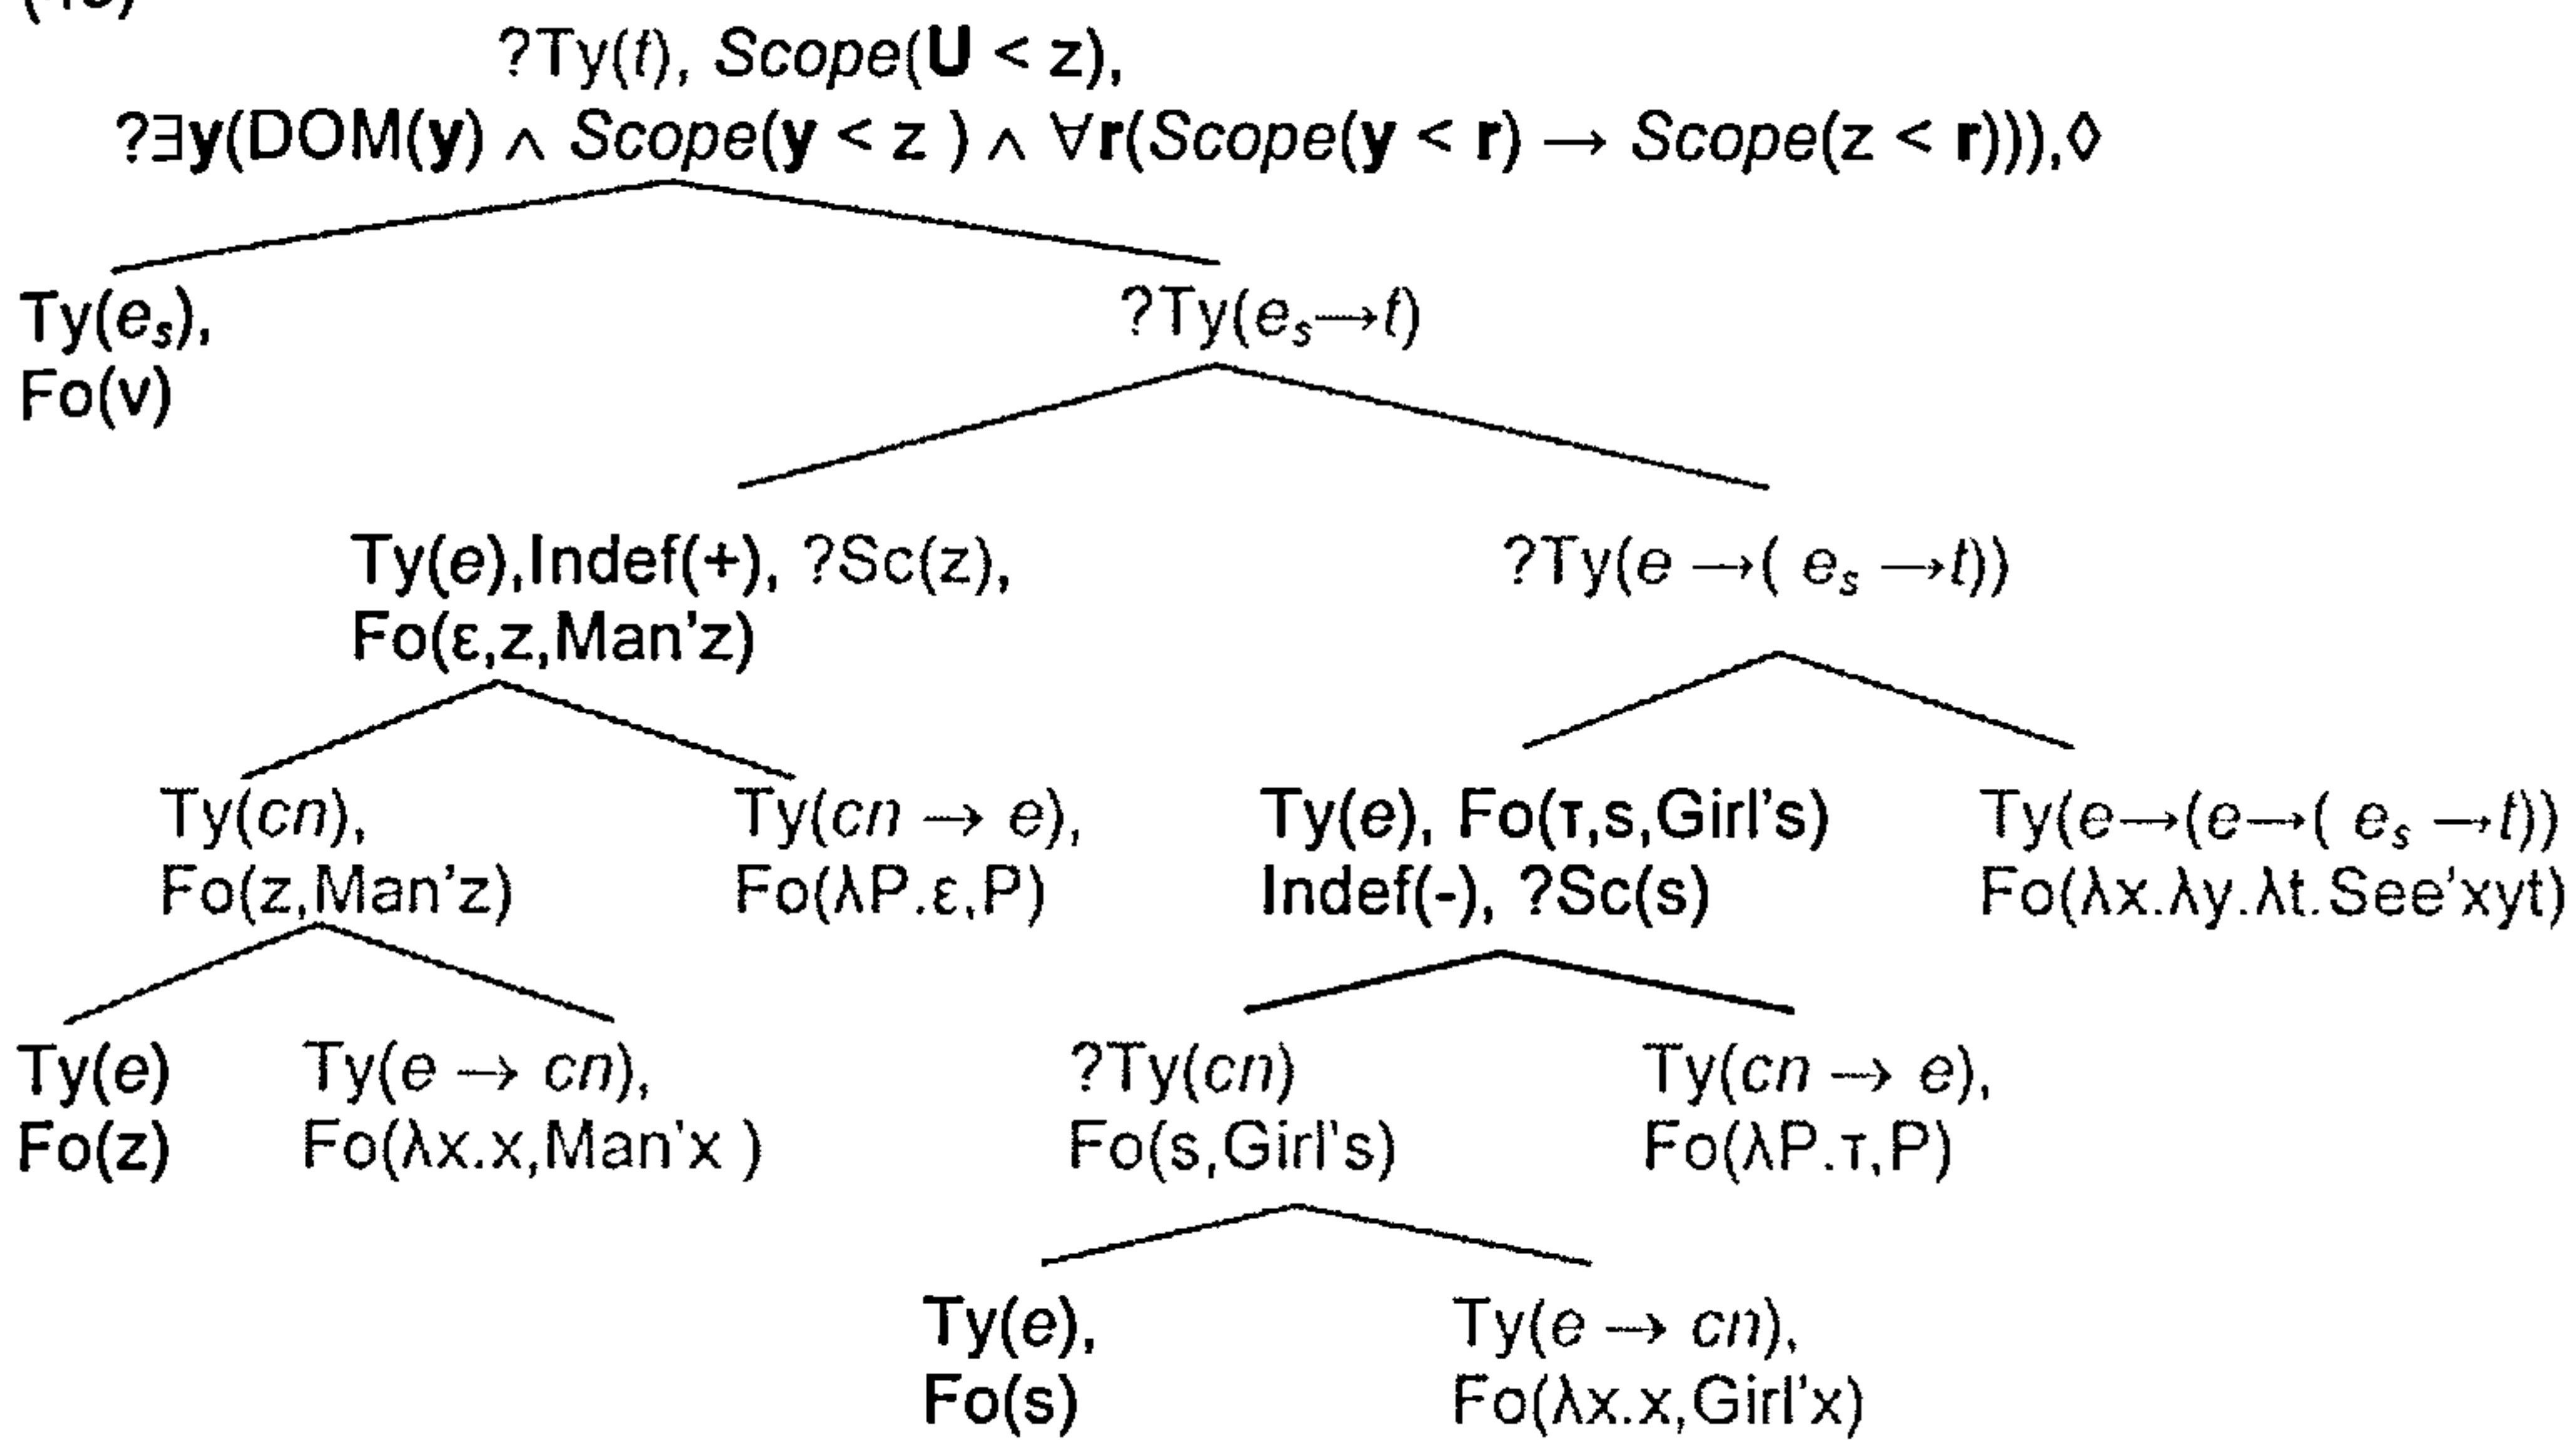 ?Ty(t), Scope(U < z),
?∃y(DOM(y) ∧ Scope(y < z ) ∧ ∀r(Scope(y < r) → Scope(z < r))),◊
Ty(eₛ),
Fo(v)
?Ty(eₛ→t)
Ty(e),Indef(+), ?Sc(z),
Fo(ε,z,Man'z)
?Ty(e →( eₛ →t))
Ty(cn),
Fo(z,Man'z)
Ty(cn → e),
Fo(λP.ε,P)
Ty(e), Fo(τ,s,Girl's)
Indef(-), ?Sc(s)
Ty(e→(e→( eₛ →t))
Fo(λx.λy.λt.See'xyt)
Ty(e)
Fo(z)
Ty(e → cn),
Fo(λx.x,Man'x )
?Ty(cn)
Fo(s,Girl's)
Ty(cn → e),
Fo(λP.τ,P)
Ty(e),
Fo(s)
Ty(e → cn),
Fo(λx.x,Girl'x)